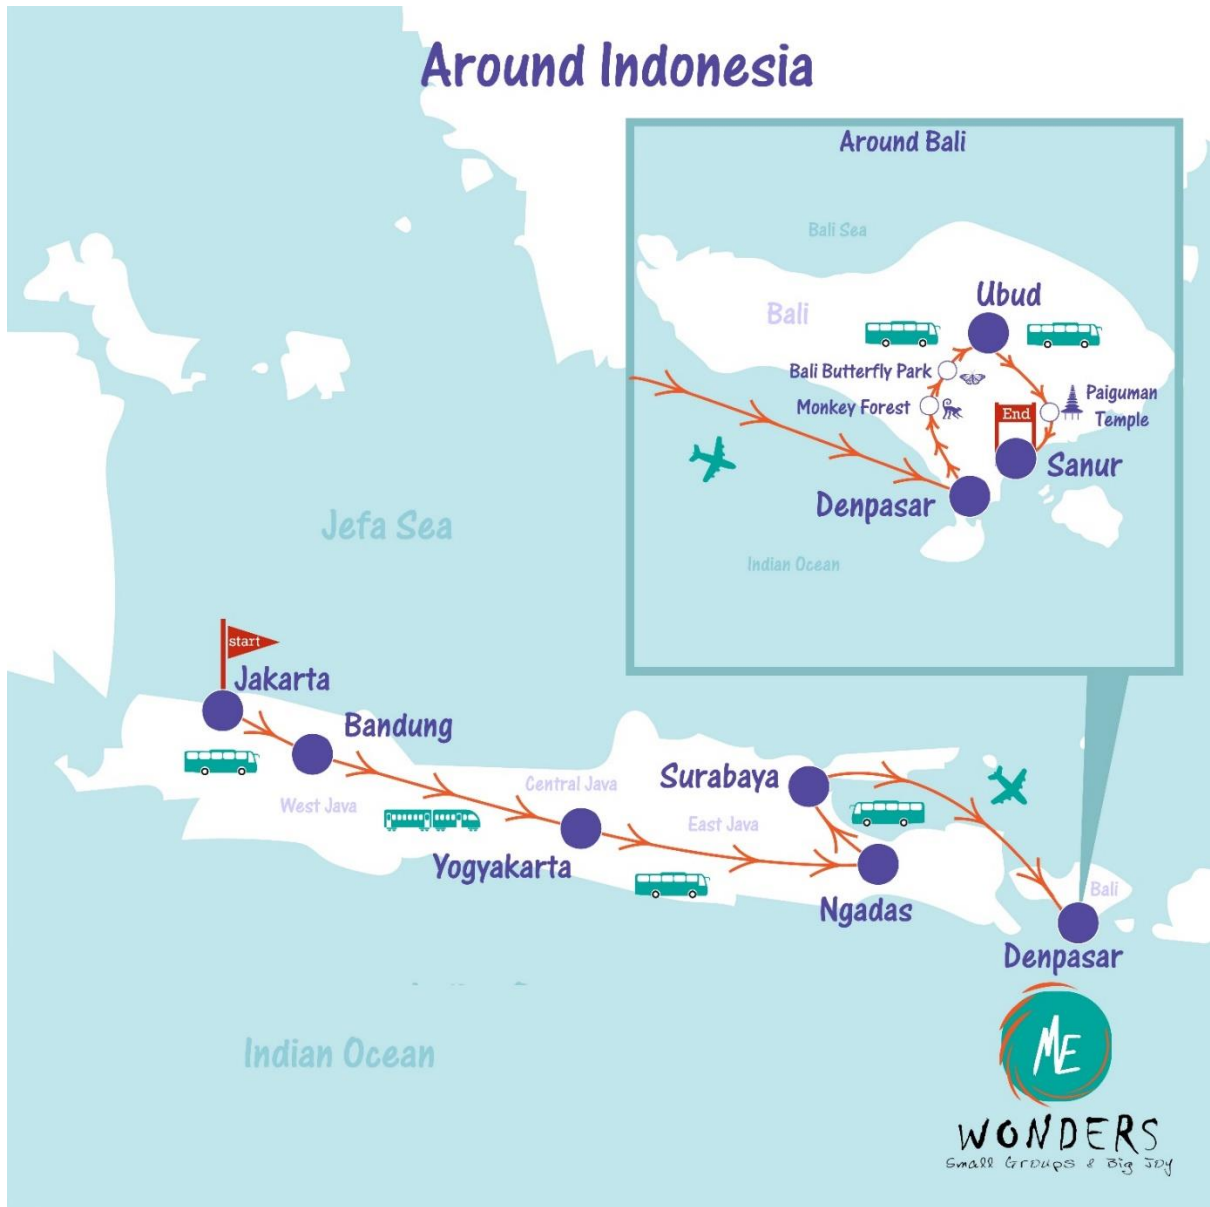 Around Indonesia
Around Bali
Bali Sea
Bali
Ubud
Bali Butterfly Park
Monkey Forest
Paiguman
Temple
End
Sanur
Denpasar
Indian Ocean
Jefa Sea
start
Jakarta
Bandung
West Java
Central Java
Yogyakarta
Surabaya
East Java
Ngadas
Bali
Denpasar
Indian Ocean
ME
WONDERS
Small Groups & Big Joy